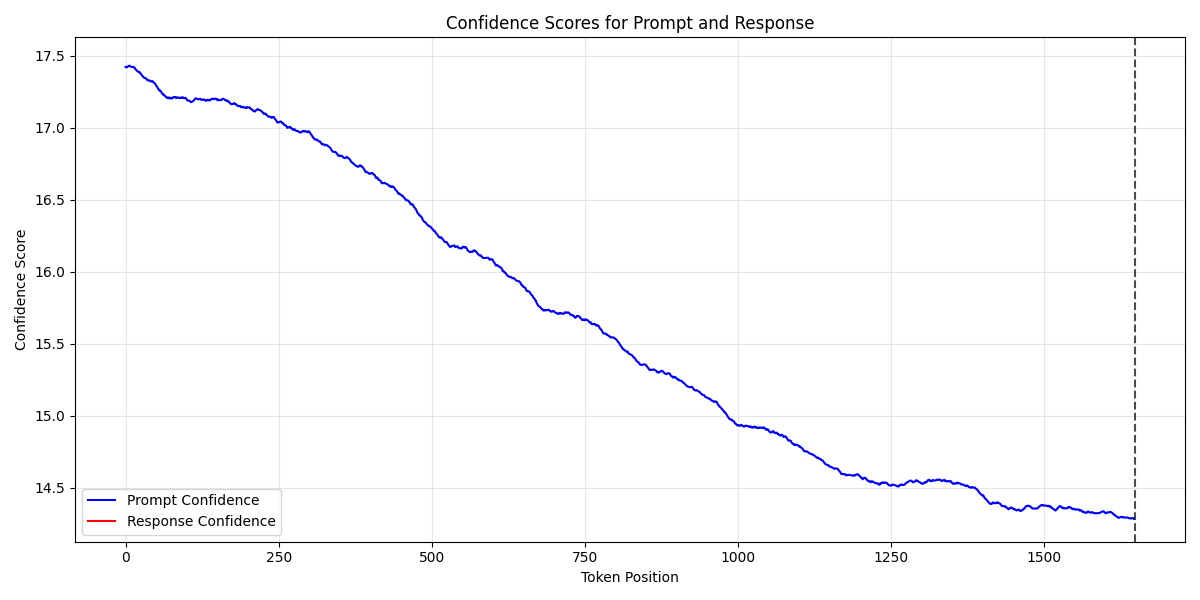 Confidence Scores for Prompt and Response
Confidence Score
17.5
17.0
16.5
16.0
15.5
15.0
14.5
Prompt Confidence
Response Confidence
0 250 500 750 1000 1250 1500
Token Position